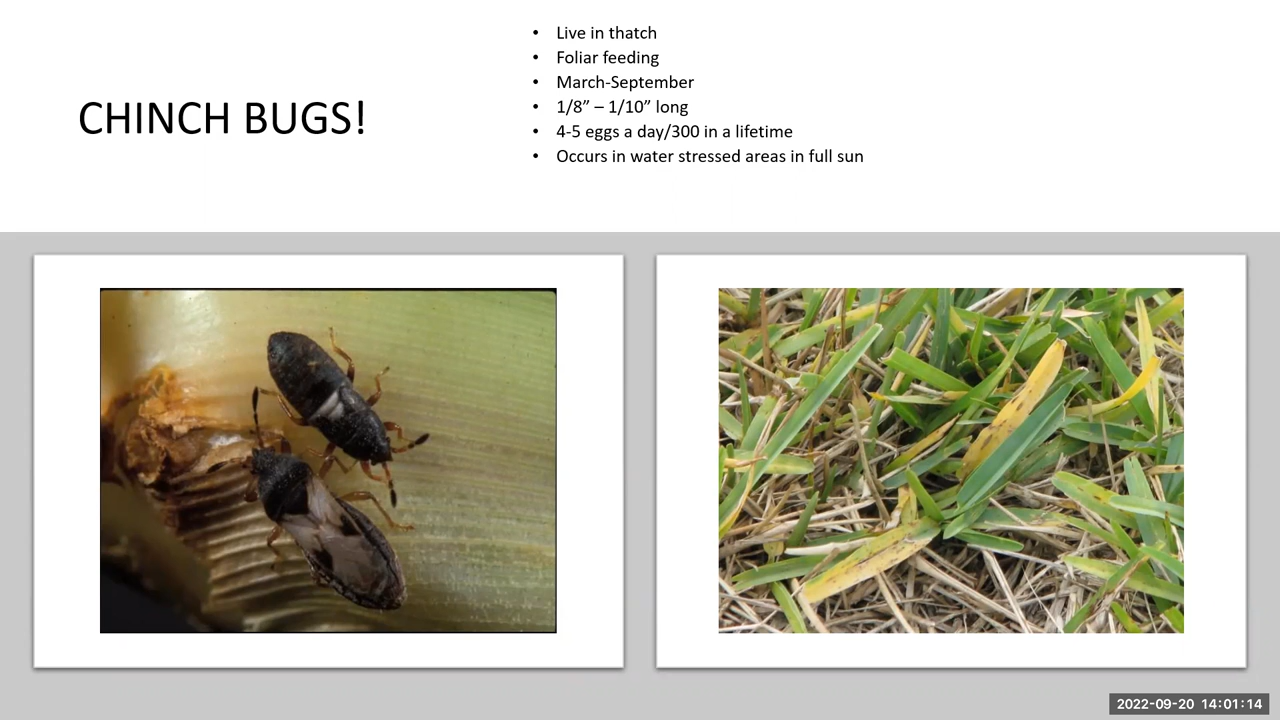 CHINCH BUGS!
• Live in thatch
• Foliar feeding
• March-September
• 1/8” – 1/10” long
• 4-5 eggs a day/300 in a lifetime
• Occurs in water stressed areas in full sun
2022-09-20 14:01:14